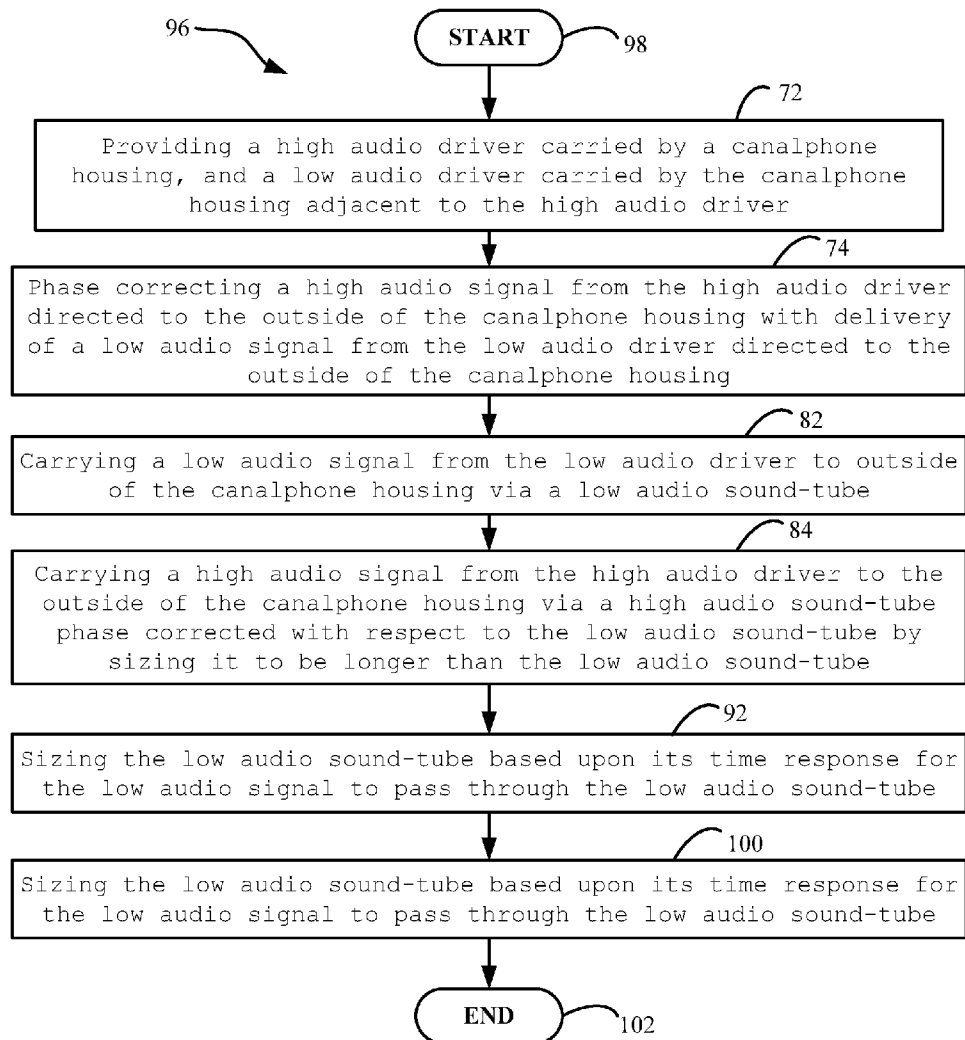 96
START
98
72
Providing a high audio driver carried by a canalphone
housing, and a low audio driver carried by the canalphone
housing adjacent to the high audio driver
74
Phase correcting a high audio signal from the high audio driver
directed to the outside of the canalphone housing with delivery
of a low audio signal from the low audio driver directed to the
outside of the canalphone housing
82
Carrying a low audio signal from the low audio driver to outside
of the canalphone housing via a low audio sound-tube
84
Carrying a high audio signal from the high audio driver to the
outside of the canalphone housing via a high audio sound-tube
phase corrected with respect to the low audio sound-tube by
sizing it to be longer than the low audio sound-tube
92
Sizing the low audio sound-tube based upon its time response for
the low audio signal to pass through the low audio sound-tube
100
Sizing the low audio sound-tube based upon its time response for
the low audio signal to pass through the low audio sound-tube
END
102